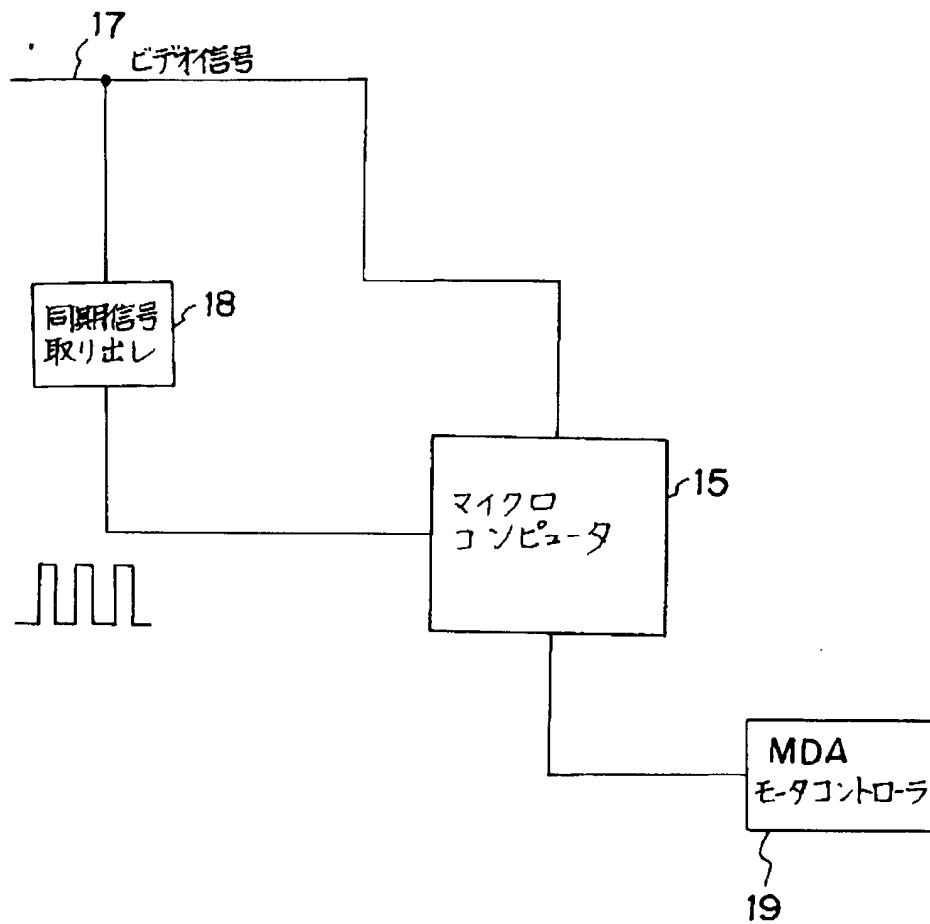 17
ビデオ信号
同期信号
取り出し
18
マイクロ
コンピュータ
15
MDA
モータコントローラ
19